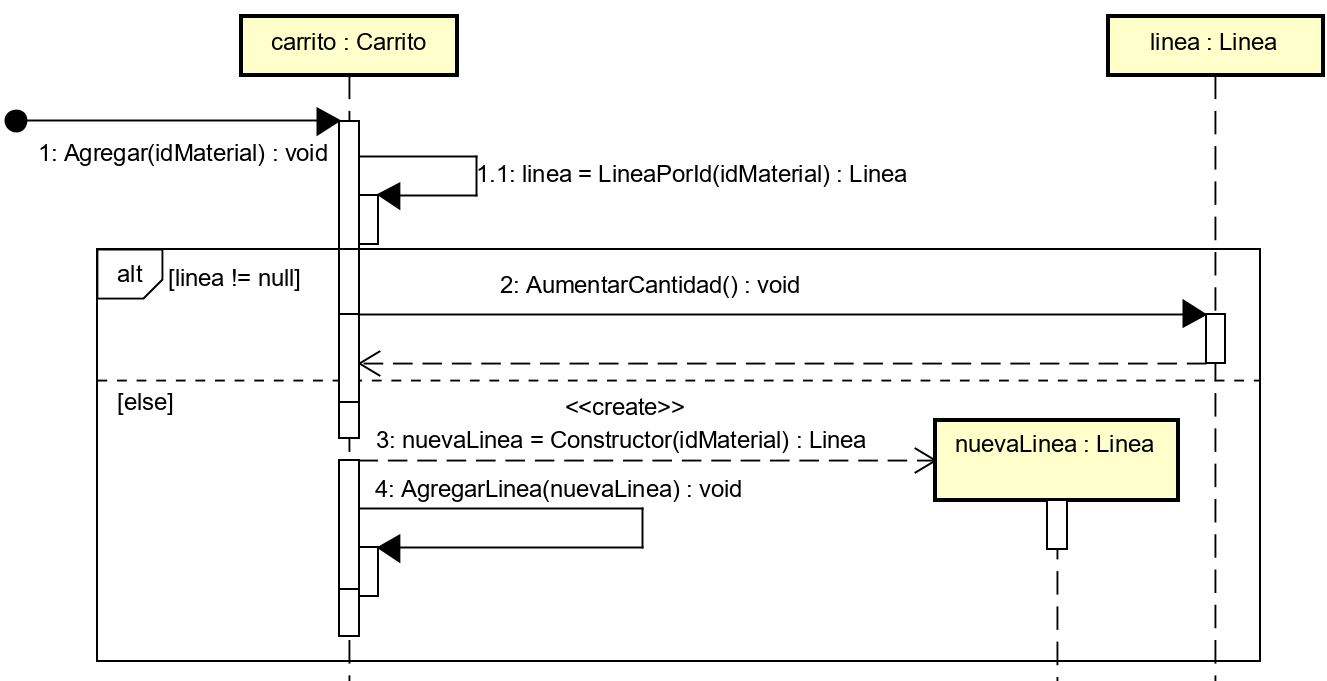 carrito : Carrito
linea : Linea
1: Agregar(idMaterial) : void
1.1: linea = LineaPorId(idMaterial) : Linea
alt
[linea != null]
2: AumentarCantidad() : void
[else]
<<create>>
3: nuevaLinea = Constructor(idMaterial) : Linea
nuevaLinea : Linea
4: AgregarLinea(nuevaLinea) : void